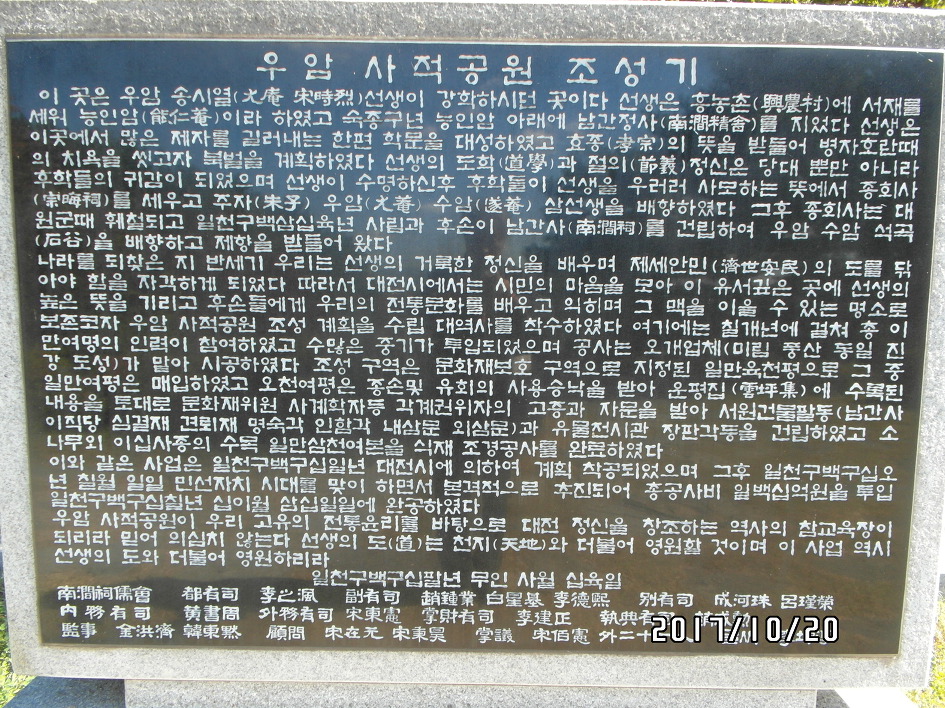 우암 사적공원 조성기
이 곳은 우암 송시열(尤庵 宋時烈)선생이 강화하시던 곳이다 선생은 흥농촌(興農村)에 서재를
세워 능인암(能仁菴)이라 하였고 숙종구년 능인암 아래에 남간정사(南澗精舍)를 지었다 선생은
이곳에서 많은 제자를 길러내는 한편 학문을 대성하였고 효종(孝宗)의 뜻을 받들어 병자호란때
의 치욕을 씻고자 북벌을 계획하였다 선생의 도학(道學)과 절의(節義)정신은 당대 뿐만 아니라
후학들의 귀감이 되었으며 선생이 수명하신후 후학들이 선생을 우러러 사모하는 뜻에서 종회사
(宗晦祠)를 세우고 주자(朱子) 우암(尤菴) 수암(遂菴) 삼선생을 배향하였다 그후 종회사는 대
원군때 훼철되고 일천구백삼십육년 사림과 후손이 남간사(南澗祠)를 건립하여 우암 수암 석곡
(石谷)을 배향하고 제향을 받들어 왔다
나라를 되찾은 지 반세기 우리는 선생의 거룩한 정신을 배우며 제세안민(濟世安民)의 도를 닦
아야 함을 자각하게 되었다 따라서 대전시에서는 시민의 마음을 모아 이 유서깊은 곳에 선생의
높은 뜻을 기리고 후손들에게 우리의 전통문화를 배우고 익히며 그 맥을 이을 수 있는 명소로
보존코자 우암 사적공원 조성 계획을 수립 대역사를 착수하였다 여기에는 칠개년에 걸쳐 총 이
만여명의 인력이 참여하였고 수많은 중기가 투입되었으며 공사는 오개업체(미림 풍산 동일 진
강 도성)가 맡아 시공하였다 조성 구역은 문화재보호 구역으로 지정된 일만육천평으로 그 중
일만여평은 매입하였고 오천여평은 종손및 유회의 사용승낙을 받아 운평집(雲坪集)에 수록된
내용을 토대로 문화재위원 사계학자등 각계권위자의 고증과 자문을 받아 서원건물팔동(남간사
이직당 심결재 견뢰재 명숙각 인함각 내삼문 외삼문)과 유물전시관 장판각등을 건립하였고 소
나무외 이십사종의 수목 일만삼천여본을 식재 조경공사를 완료하였다
이와 같은 사업은 일천구백구십일년 대전시에 의하여 계획 착공되었으며 그후 일천구백구십오
년 칠월 일일 민선자치 시대를 맞이 하면서 본격적으로 추진되어 총공사비 일백십억원을 투입
일천구백구십칠년 십이월 삼십일일에 완공하였다
우암 사적공원이 우리 고유의 전통윤리를 바탕으로 대전 정신을 창조하는 역사의 참교육장이
되리라 믿어 의심치 않는다 선생의 도(道)는 천지(天地)와 더불어 영원할 것이며 이 사업 역시
선생의 도와 더불어 영원하리라
일천구백구십팔년 무인 사월 십육일
南澗祠儒會 都有司 李之渢 副有司 趙鍾業 白星基 李德熙 別有司 成河珠 呂瑾榮
內務有司 黃書周 外務有司 宋東憲 掌財有司 李建正 執典有司
監事 金洪濟 韓東熙 顧問 宋在元 宋秉昊 掌議 宋佰憲 外二十
2017/10/20